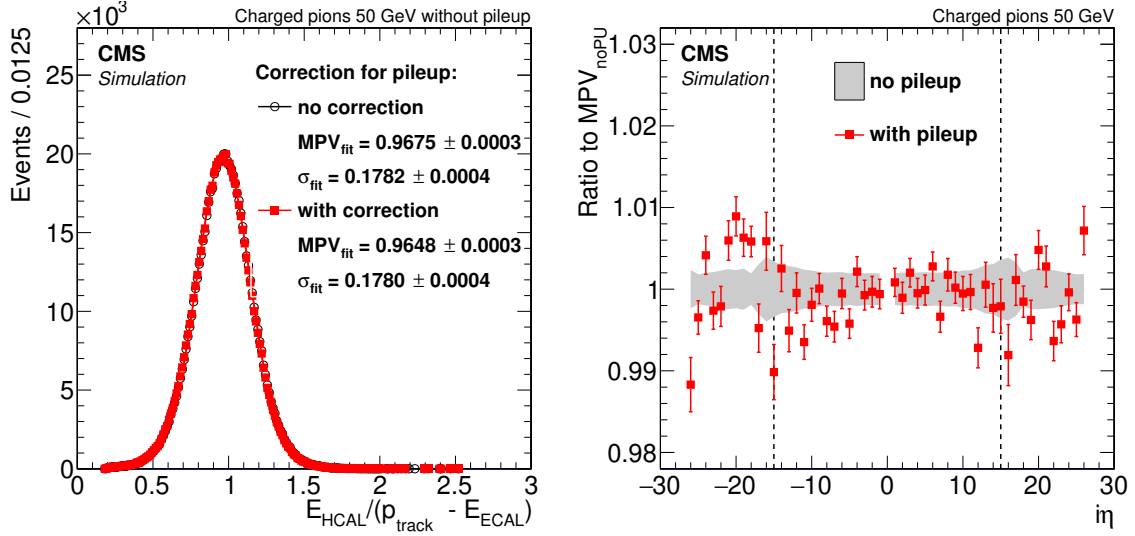 ×10³
Charged pions 50 GeV without pileup
CMS
Simulation
Correction for pileup:
no correction
MPV_fit = 0.9675 ± 0.0003
σ_fit = 0.1782 ± 0.0004
with correction
MPV_fit = 0.9648 ± 0.0003
σ_fit = 0.1780 ± 0.0004
Events / 0.0125
25
20
15
10
5
0
0 0.5 1 1.5 2 2.5 3
E_HCAL/(p_track - E_ECAL)
Charged pions 50 GeV
CMS
Simulation
no pileup
with pileup
Ratio to MPV_noPU
1.03
1.02
1.01
1
0.99
0.98
−30 −20 −10 0 10 20 30
iη